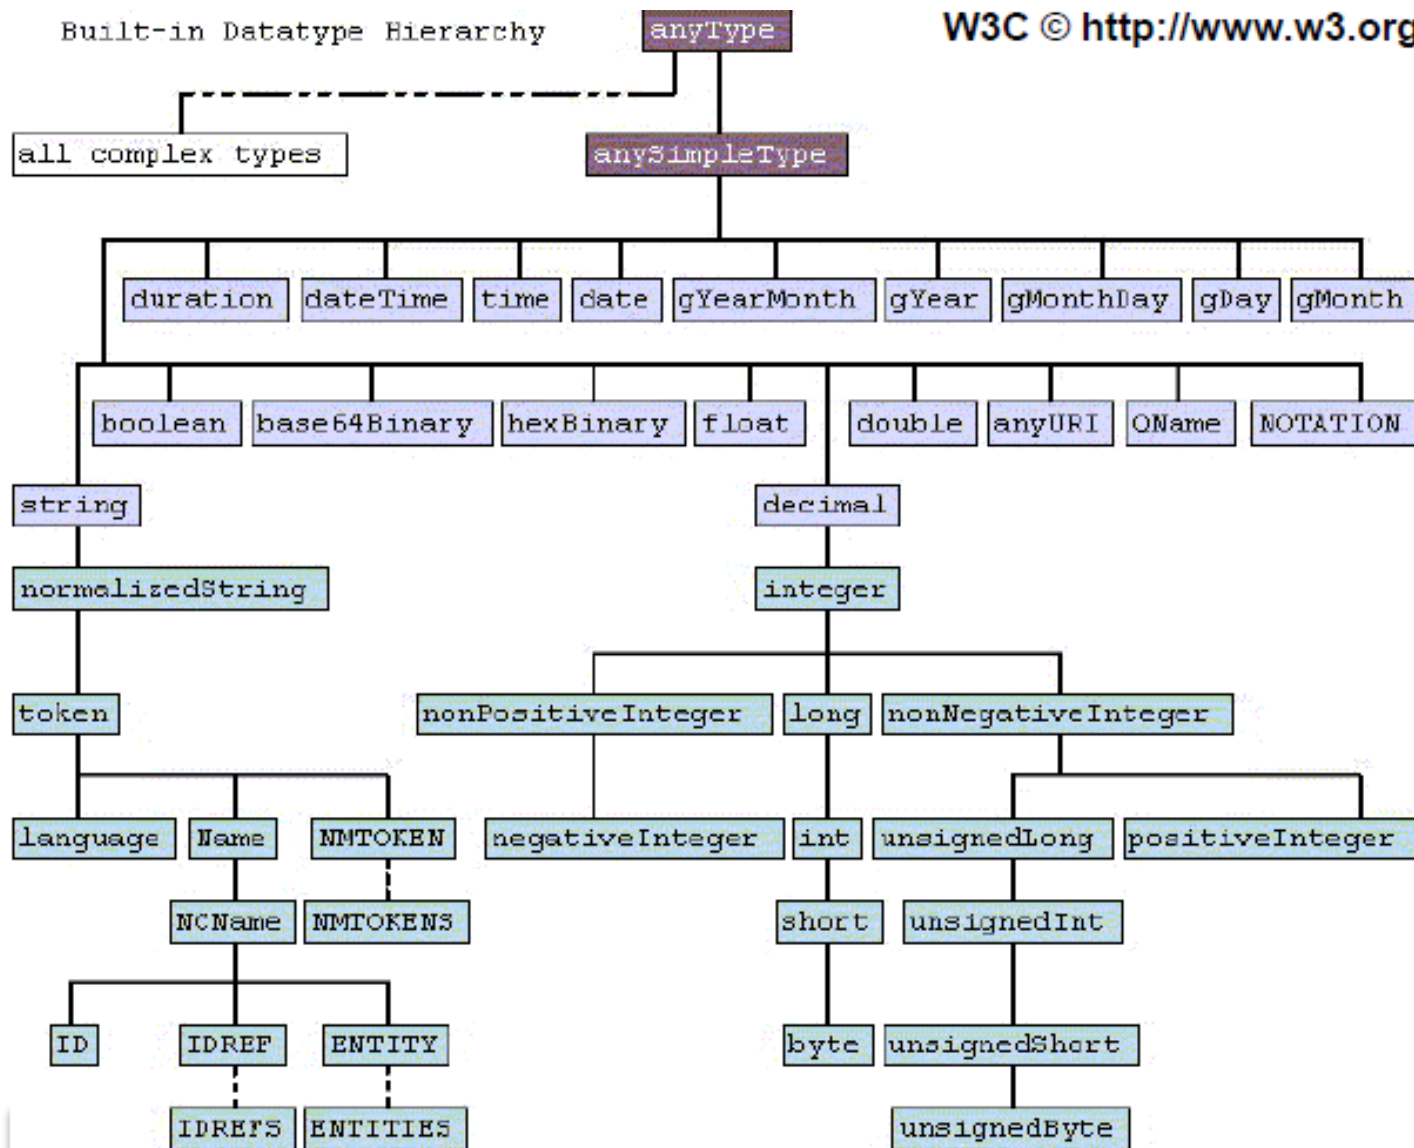 Built-in Datatype Hierarchy
anyType
W3C © http://www.w3.org
all complex types
anySimpleType
duration
dateTime
time
date
gYearMonth
gYear
gMonthDay
gDay
gMonth
boolean
base64Binary
hexBinary
float
double
anyURI
QName
NOTATION
string
decimal
normalizedString
integer
token
nonPositiveInteger
long
nonNegativeInteger
language
Name
NMTOKEN
negativeInteger
int
unsignedLong
positiveInteger
NCName
NMTOKENS
short
unsignedInt
ID
IDREF
ENTITY
byte
unsignedShort
IDREFS
ENTITIES
unsignedByte